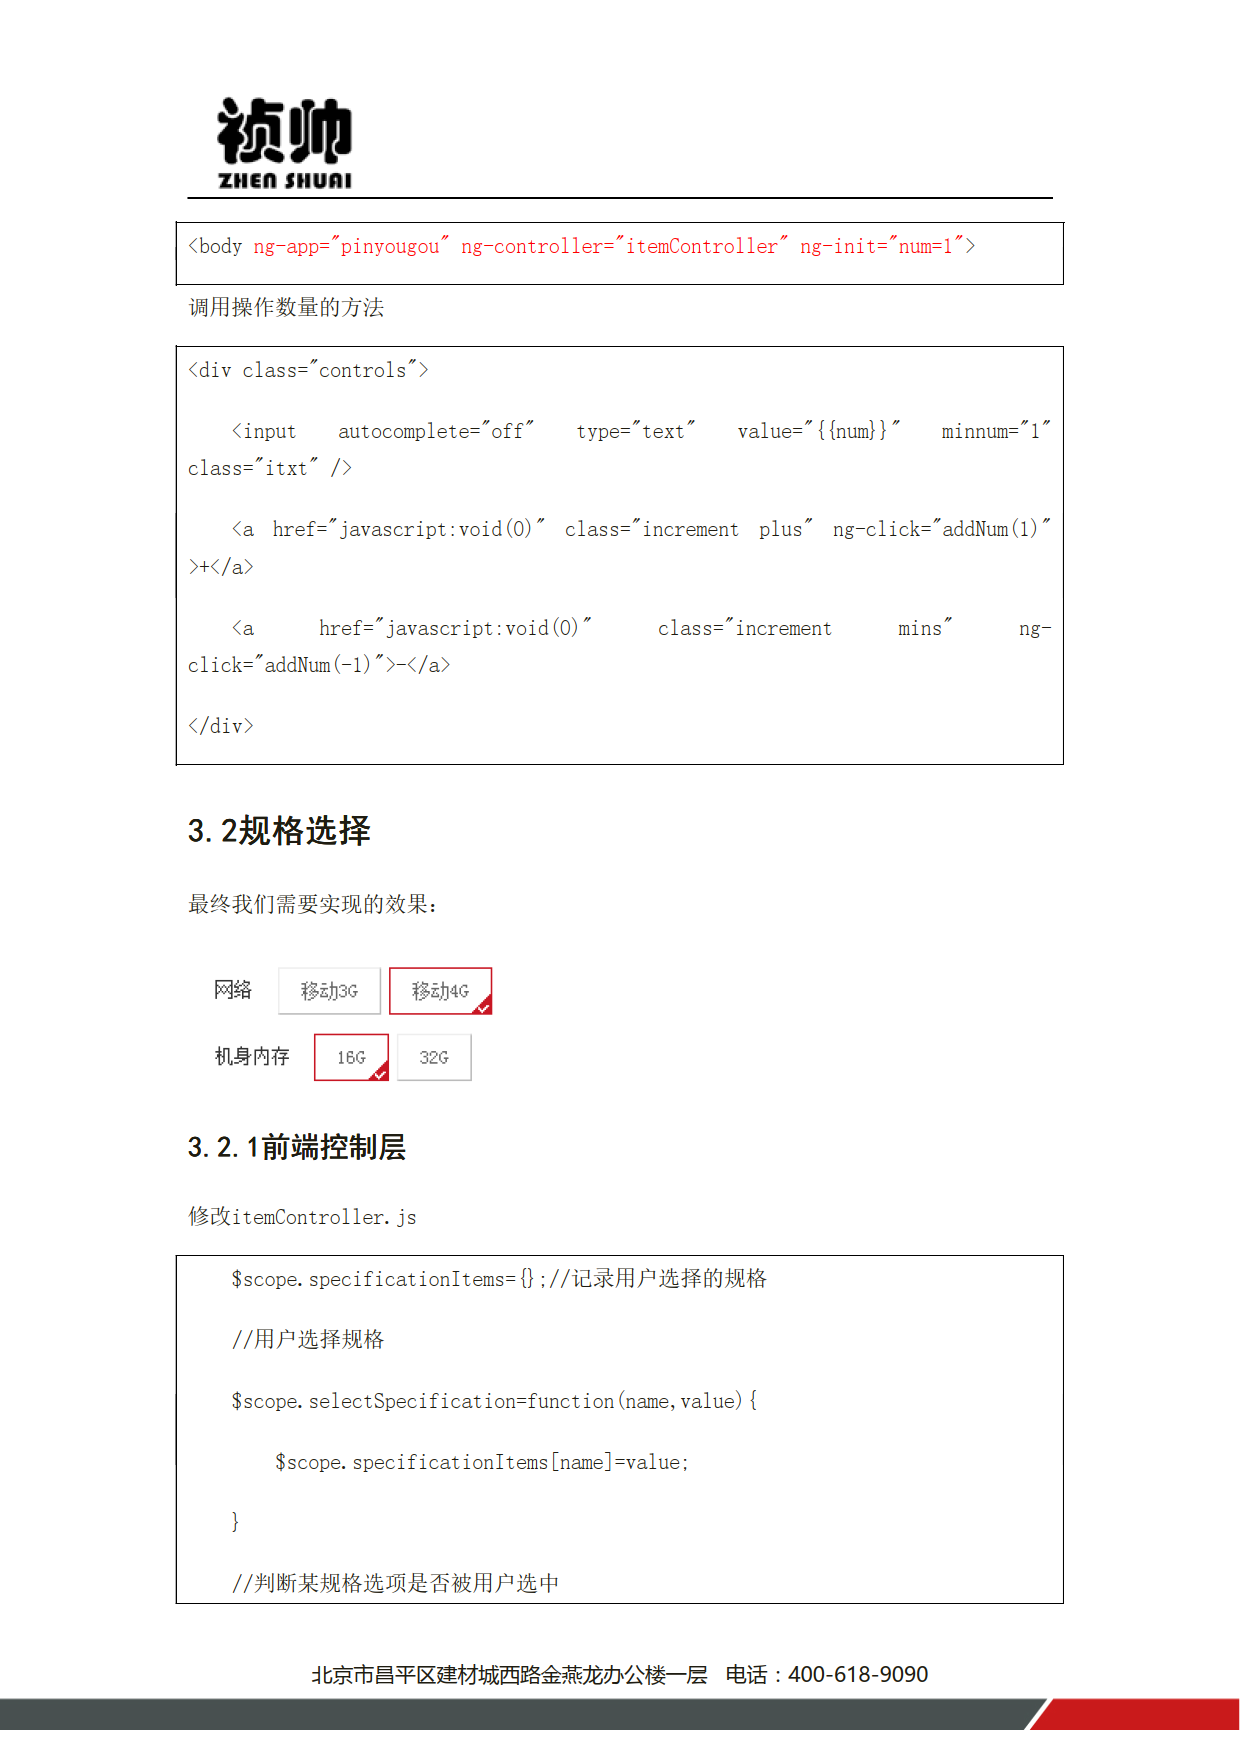 祯帅
ZHEN SHUAI
<body ng-app="pinyougou" ng-controller="itemController" ng-init="num=1">
调用操作数量的方法
<div class="controls">
<input autocomplete="off" type="text" value="{{num}}" minnum="1"
class="itxt" />
<a href="javascript:void(0)" class="increment plus" ng-click="addNum(1)"
>+</a>
<a href="javascript:void(0)" class="increment mins" ng-
click="addNum(-1)">-</a>
</div>
3.2规格选择
最终我们需要实现的效果：
网络 移动3G 移动4G
机身内存 16G 32G
3.2.1前端控制层
修改itemController.js
$scope.specificationItems={};//记录用户选择的规格
//用户选择规格
$scope.selectSpecification=function(name,value){
$scope.specificationItems[name]=value;
}
//判断某规格选项是否被用户选中
北京市昌平区建材城西路金燕龙办公楼一层 电话：400-618-9090